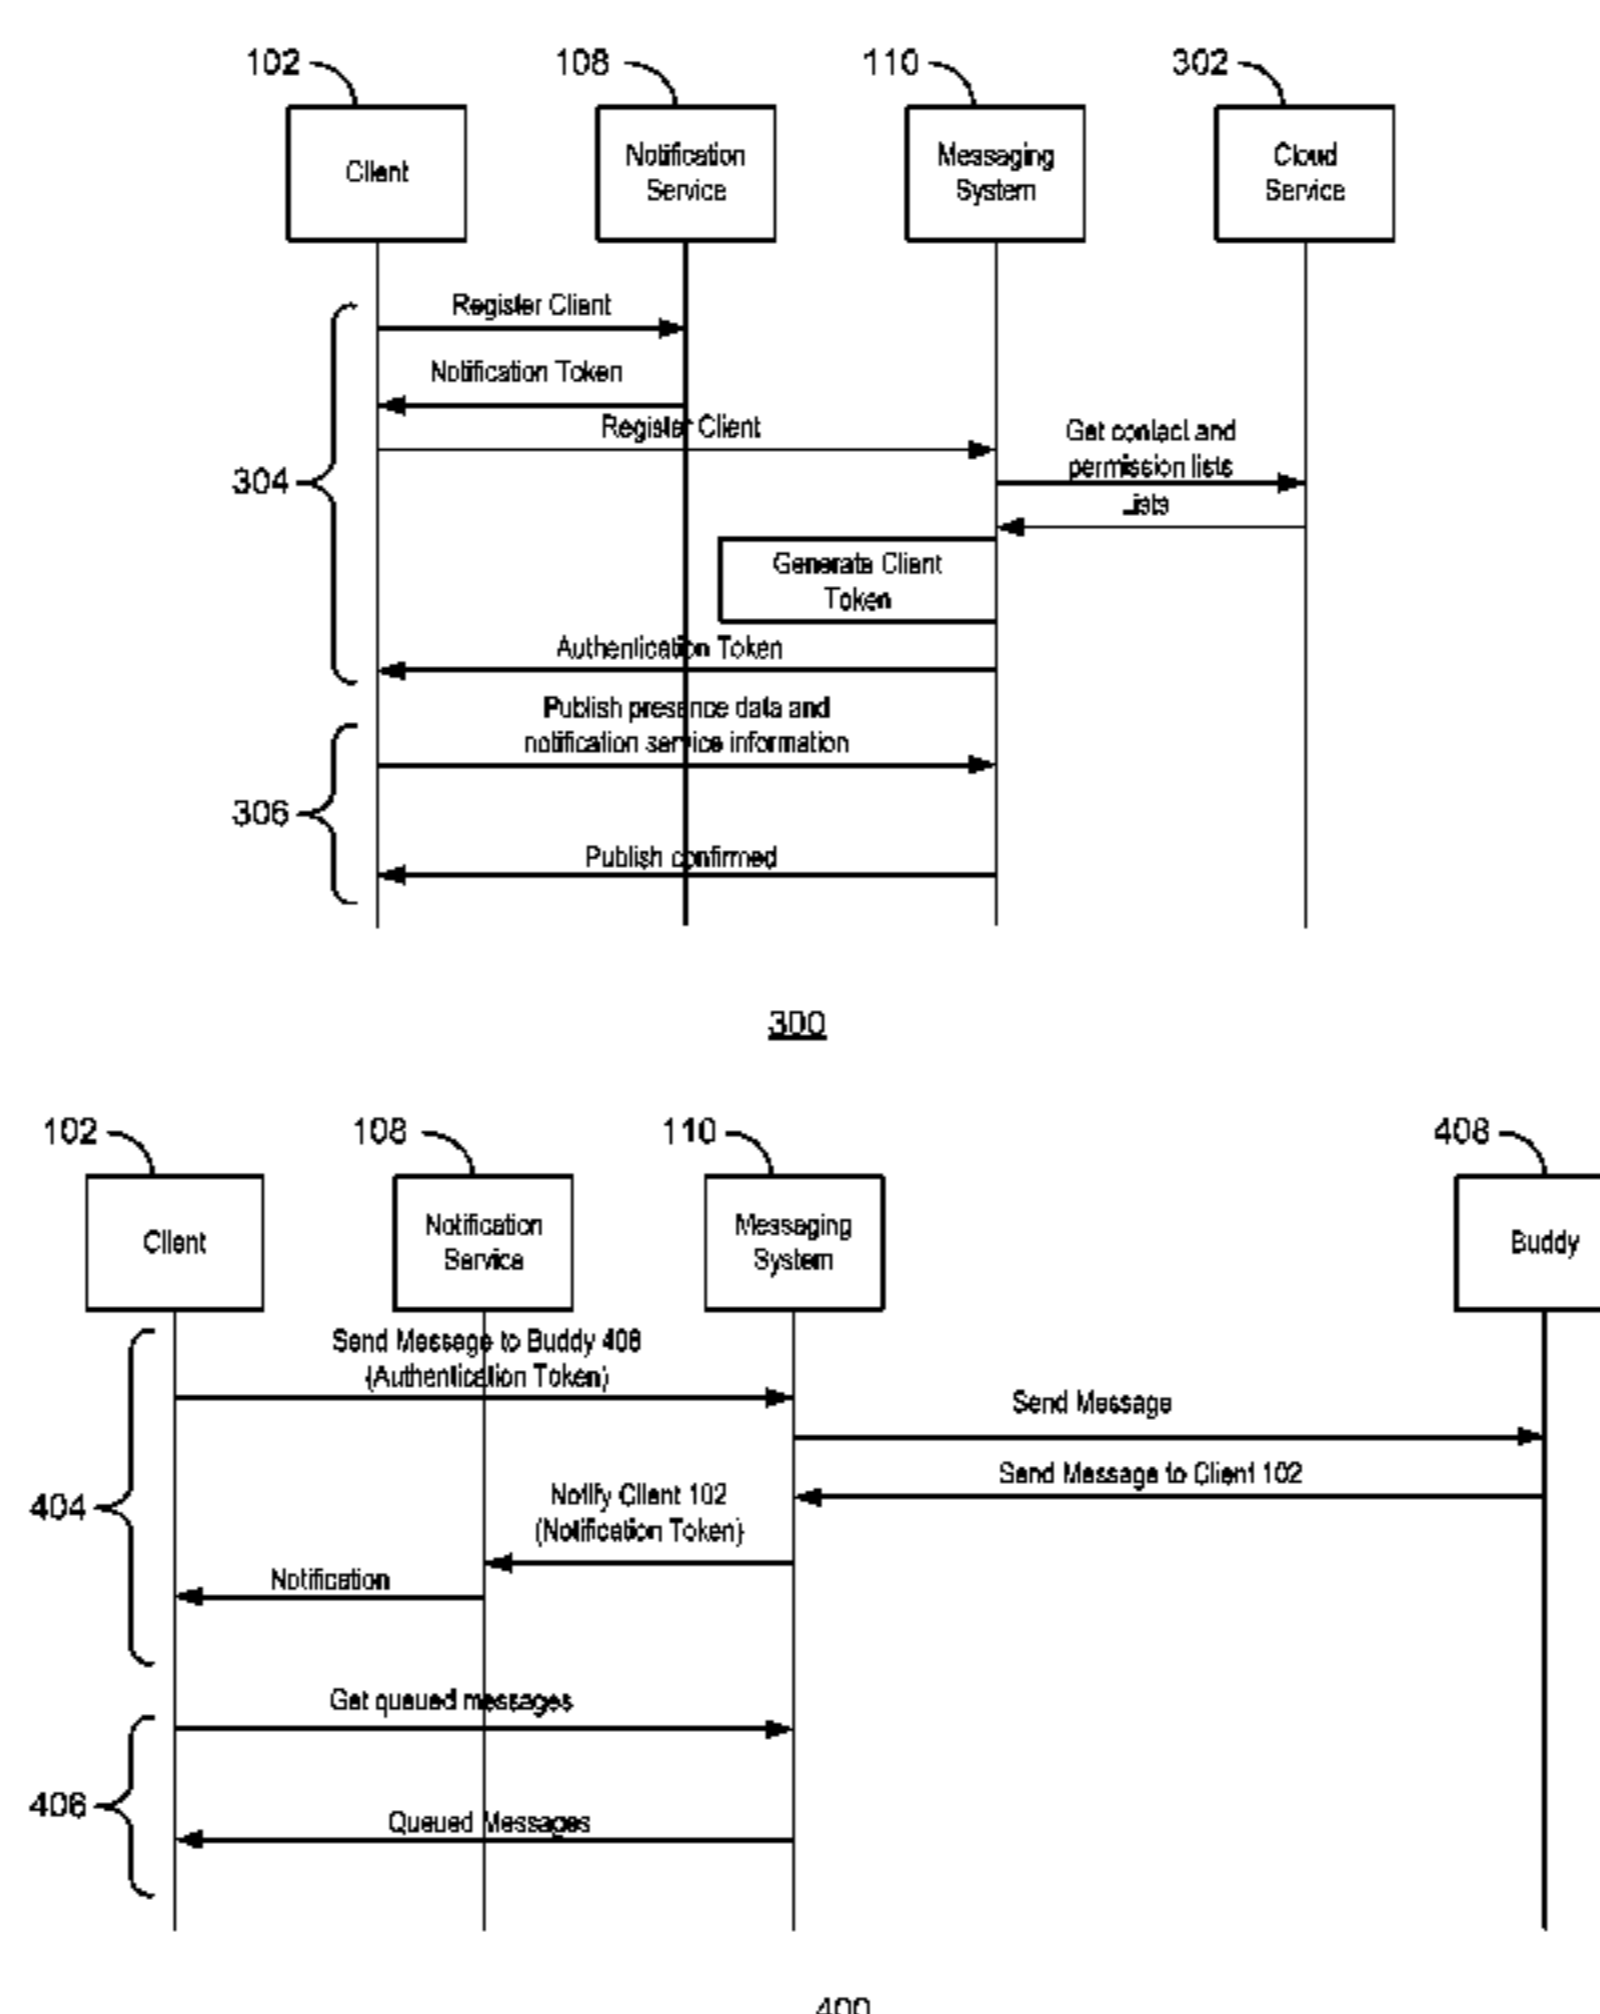 102
108
110
302
Client
Notification
Service
Messaging
System
Cloud
Service
Register Client
Notification Token
Register Client
Get contact and
permission lists
Lists
304
Generate Client
Token
Authentication Token
Publish presence data and
notification service information
306
Publish confirmed
300
102
108
110
408
Client
Notification
Service
Messaging
System
Buddy
Send Message to Buddy 408
(Authentication Token)
Send Message
Send Message to Client 102
Notify Client 102
(Notification Token)
404
Notification
Get queued messages
406
Queued Messages
400